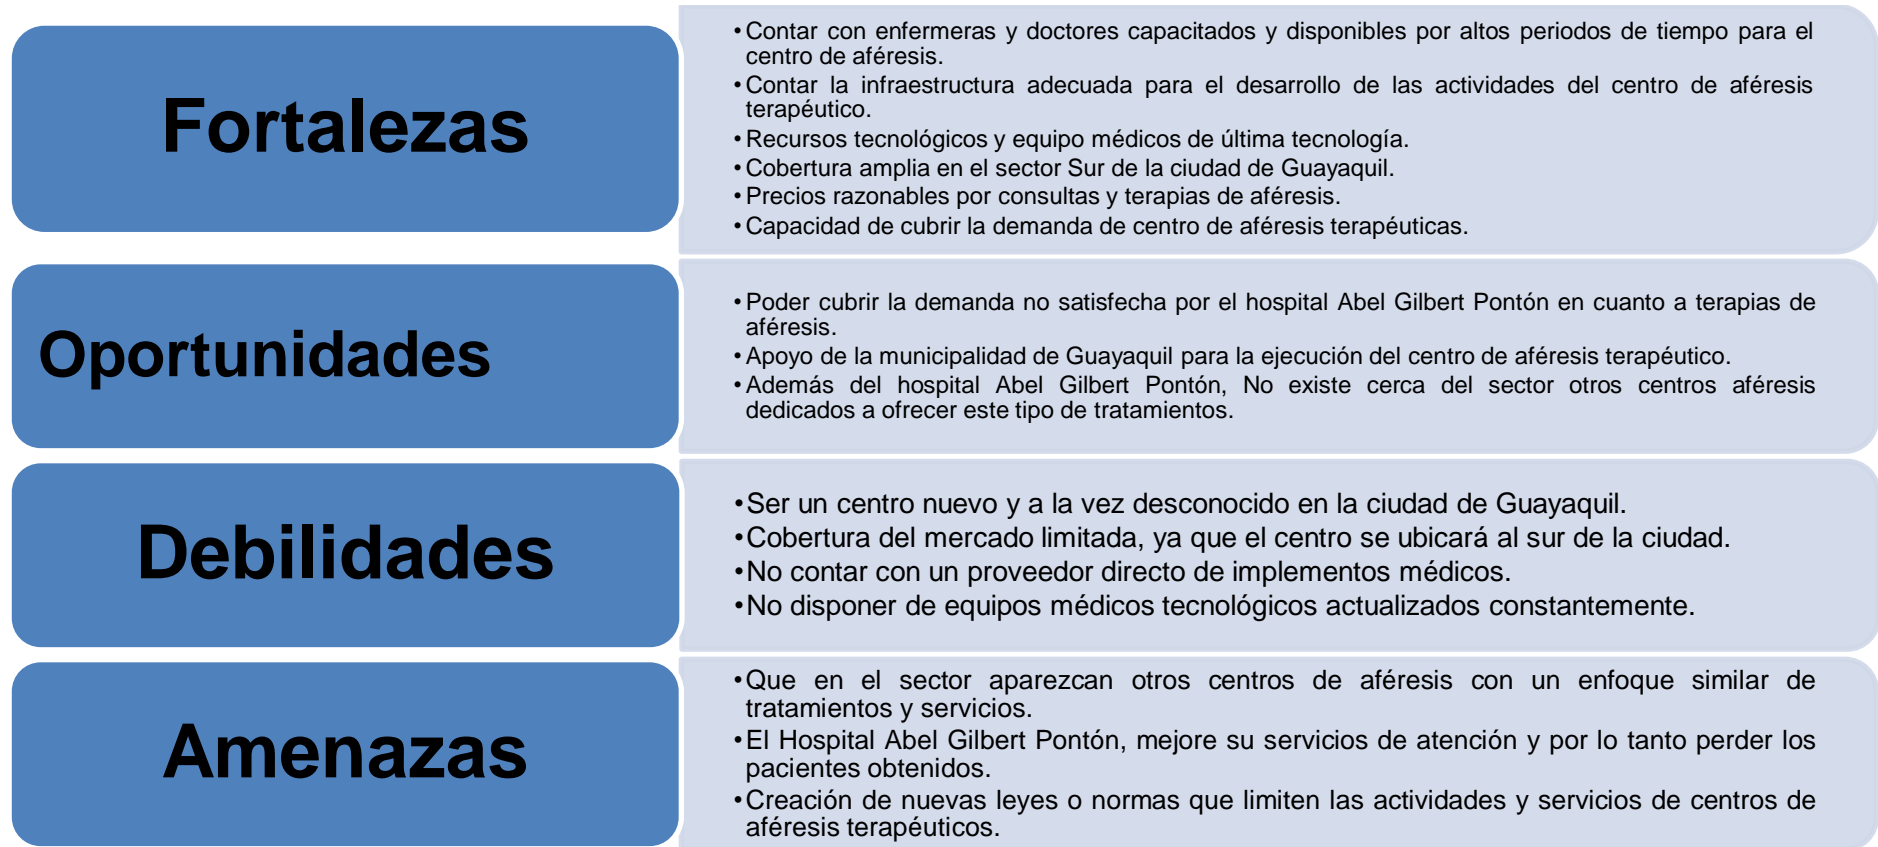 Fortalezas
•Contar con enfermeras y doctores capacitados y disponibles por altos periodos de tiempo para el
centro de aféresis.
•Contar la infraestructura adecuada para el desarrollo de las actividades del centro de aféresis
terapéutico.
•Recursos tecnológicos y equipo médicos de última tecnología.
•Cobertura amplia en el sector Sur de la ciudad de Guayaquil.
•Precios razonables por consultas y terapias de aféresis.
•Capacidad de cubrir la demanda de centro de aféresis terapéuticas.
Oportunidades
•Poder cubrir la demanda no satisfecha por el hospital Abel Gilbert Pontón en cuanto a terapias de
aféresis.
•Apoyo de la municipalidad de Guayaquil para la ejecución del centro de aféresis terapéutico.
•Además del hospital Abel Gilbert Pontón, No existe cerca del sector otros centros aféresis
dedicados a ofrecer este tipo de tratamientos.
Debilidades
•Ser un centro nuevo y a la vez desconocido en la ciudad de Guayaquil.
•Cobertura del mercado limitada, ya que el centro se ubicará al sur de la ciudad.
•No contar con un proveedor directo de implementos médicos.
•No disponer de equipos médicos tecnológicos actualizados constantemente.
Amenazas
•Que en el sector aparezcan otros centros de aféresis con un enfoque similar de
tratamientos y servicios.
•El Hospital Abel Gilbert Pontón, mejore su servicios de atención y por lo tanto perder los
pacientes obtenidos.
•Creación de nuevas leyes o normas que limiten las actividades y servicios de centros de
aféresis terapéuticos.